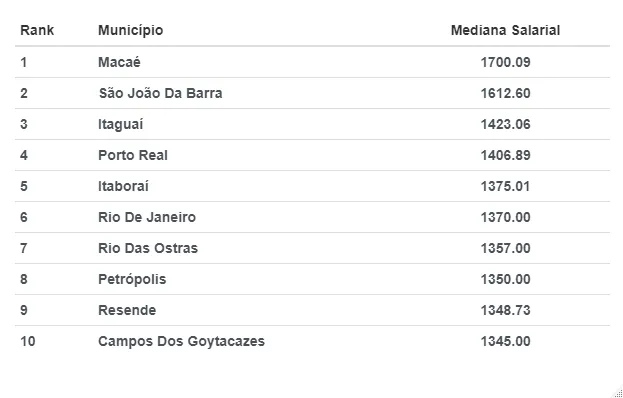 Rank Município Mediana Salarial
1 Macaé 1700.09
2 São João Da Barra 1612.60
3 Itaguaí 1423.06
4 Porto Real 1406.89
5 Itaboraí 1375.01
6 Rio De Janeiro 1370.00
7 Rio Das Ostras 1357.00
8 Petrópolis 1350.00
9 Resende 1348.73
10 Campos Dos Goytacazes 1345.00